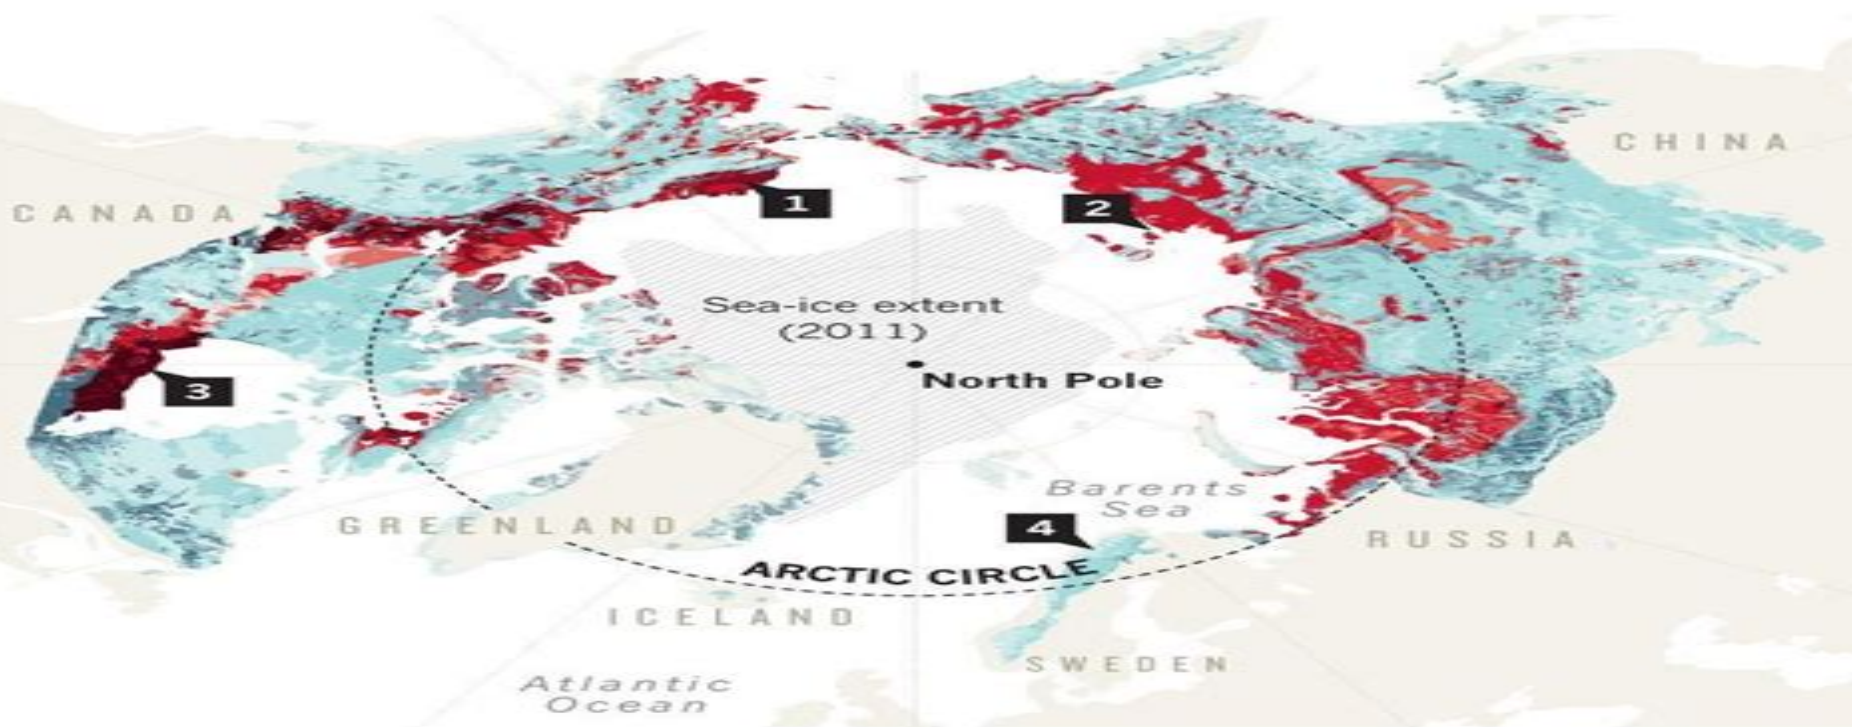 CHINA
CANADA
1
2
Sea-ice extent
(2011)
North Pole
3
Barents
Sea
GREENLAND
4
RUSSIA
ARCTIC CIRCLE
ICELAND
SWEDEN
Atlantic
Ocean